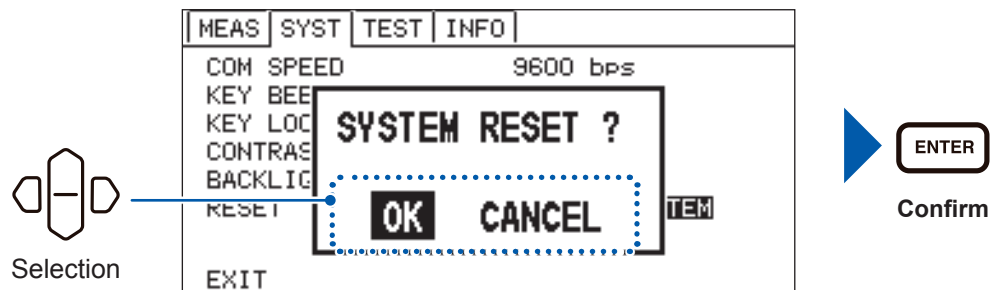 MEAS SYST TEST INFO
COM SPEED 9600 bps
KEY BEE
KEY LOC
CONTRAS
BACKLIG
RESET TEM
SYSTEM RESET ?
OK CANCEL
EXIT
Selection
ENTER
Confirm